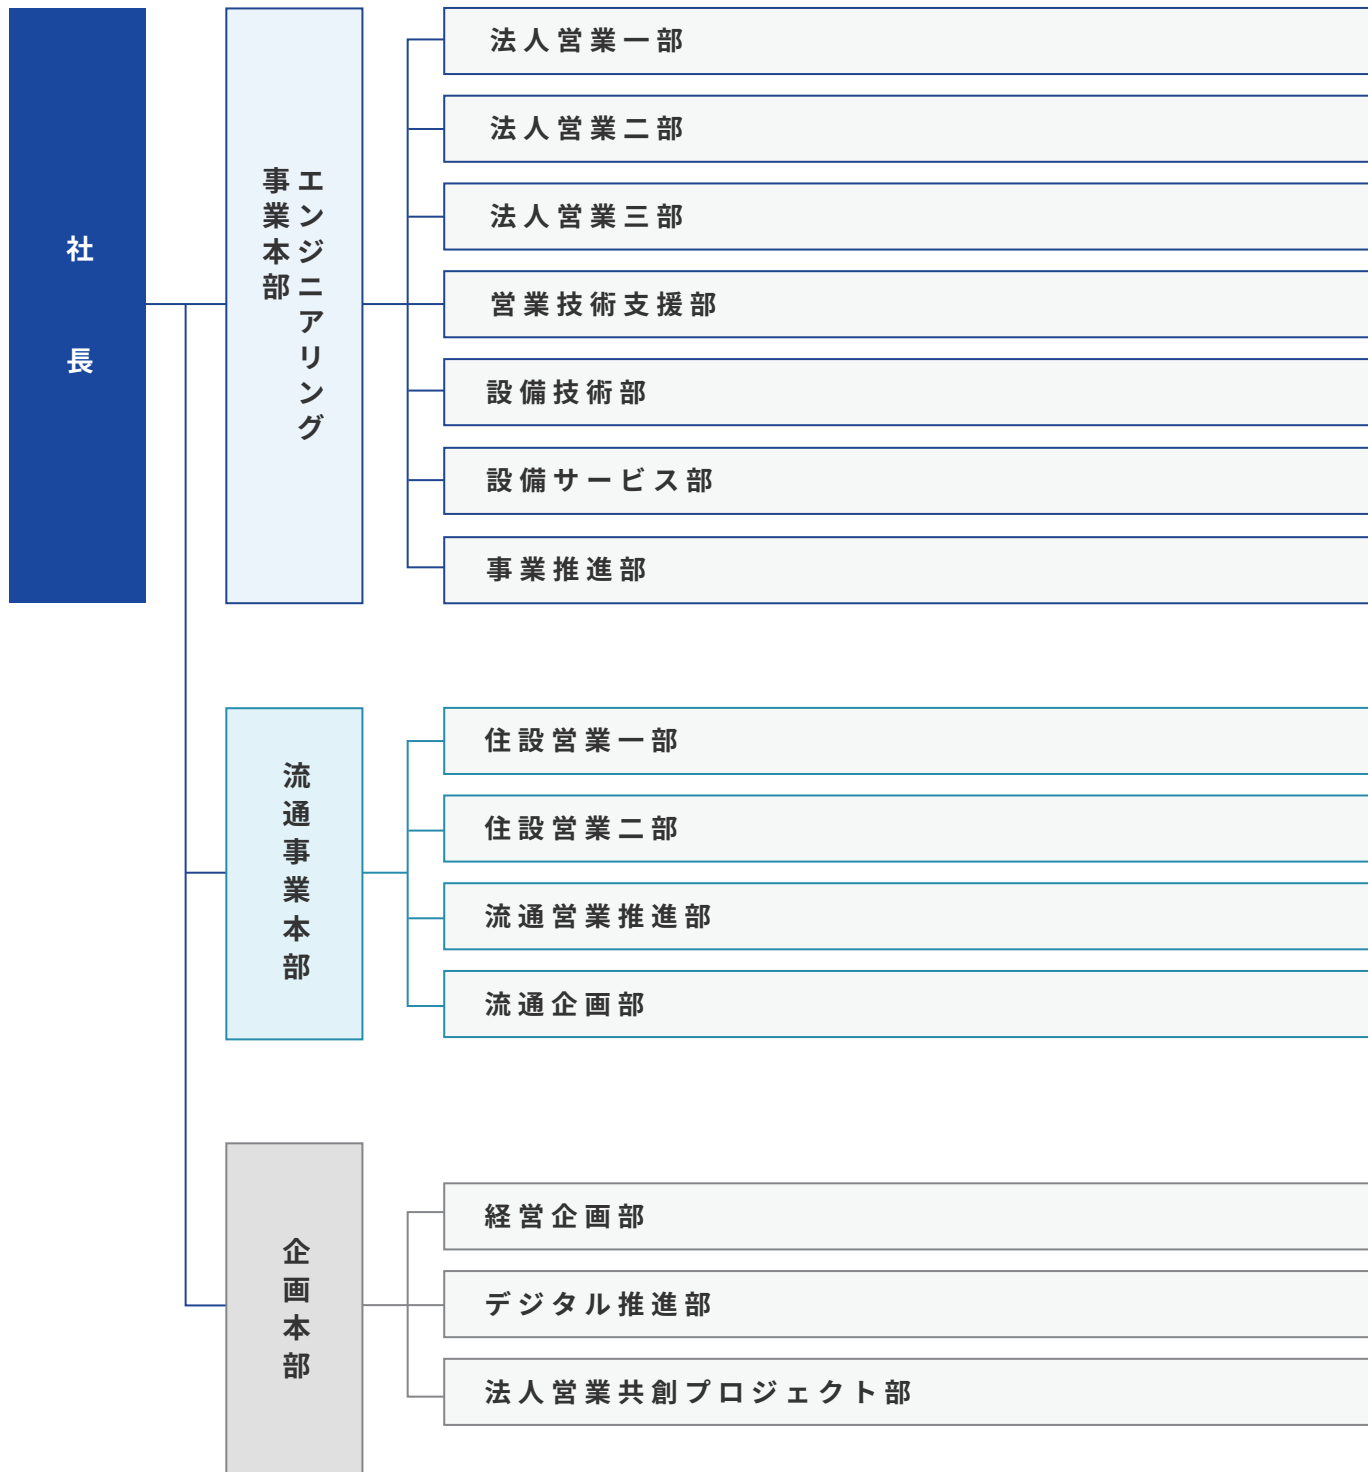 社長
エンジニアリング
事業本部
法人営業一部
法人営業二部
法人営業三部
営業技術支援部
設備技術部
設備サービス部
事業推進部
流通事業本部
住設営業一部
住設営業二部
流通営業推進部
流通企画部
企画本部
経営企画部
デジタル推進部
法人営業共創プロジェクト部